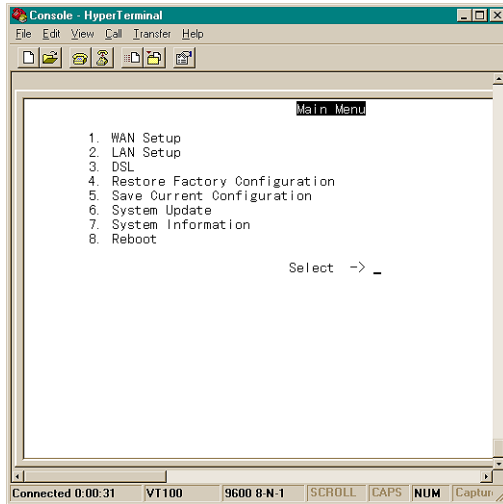 Console - HyperTerminal
File Edit View Call Transfer Help
Main Menu
1. WAN Setup
2. LAN Setup
3. DSL
4. Restore Factory Configuration
5. Save Current Configuration
6. System Update
7. System Information
8. Reboot
Select -> _
Connected 0:00:31 VT100 9600 8-N-1 SCROLL CAPS NUM Captur